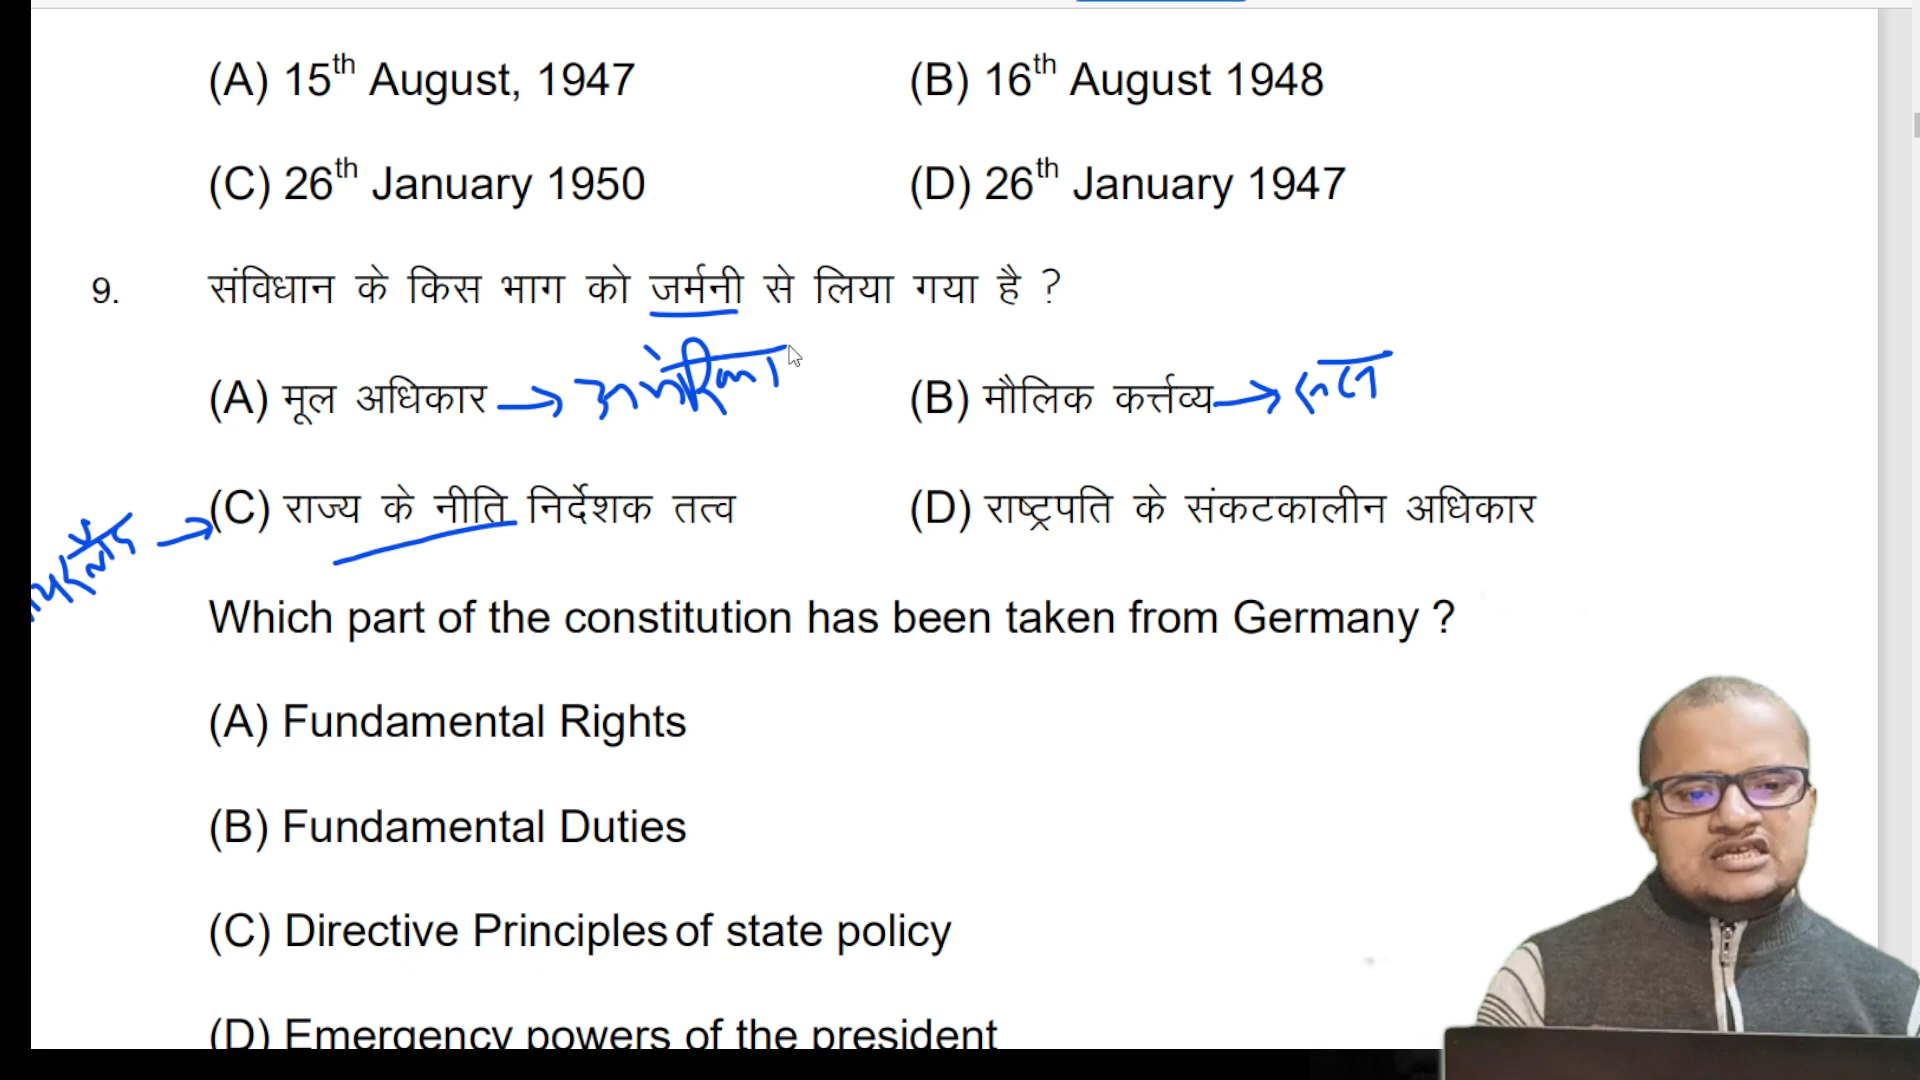 (A) 15th August, 1947 (B) 16th August 1948
(C) 26th January 1950 (D) 26th January 1947
9. संविधान के किस भाग को जर्मनी से लिया गया है ?
(A) मूल अधिकार → अमेरिका (B) मौलिक कर्त्तव्य →
(C) राज्य के नीति निर्देशक तत्व (D) राष्ट्रपति के संकटकालीन अधिकार
Which part of the constitution has been taken from Germany ?
(A) Fundamental Rights
(B) Fundamental Duties
(C) Directive Principles of state policy
(D) Emergency powers of the president